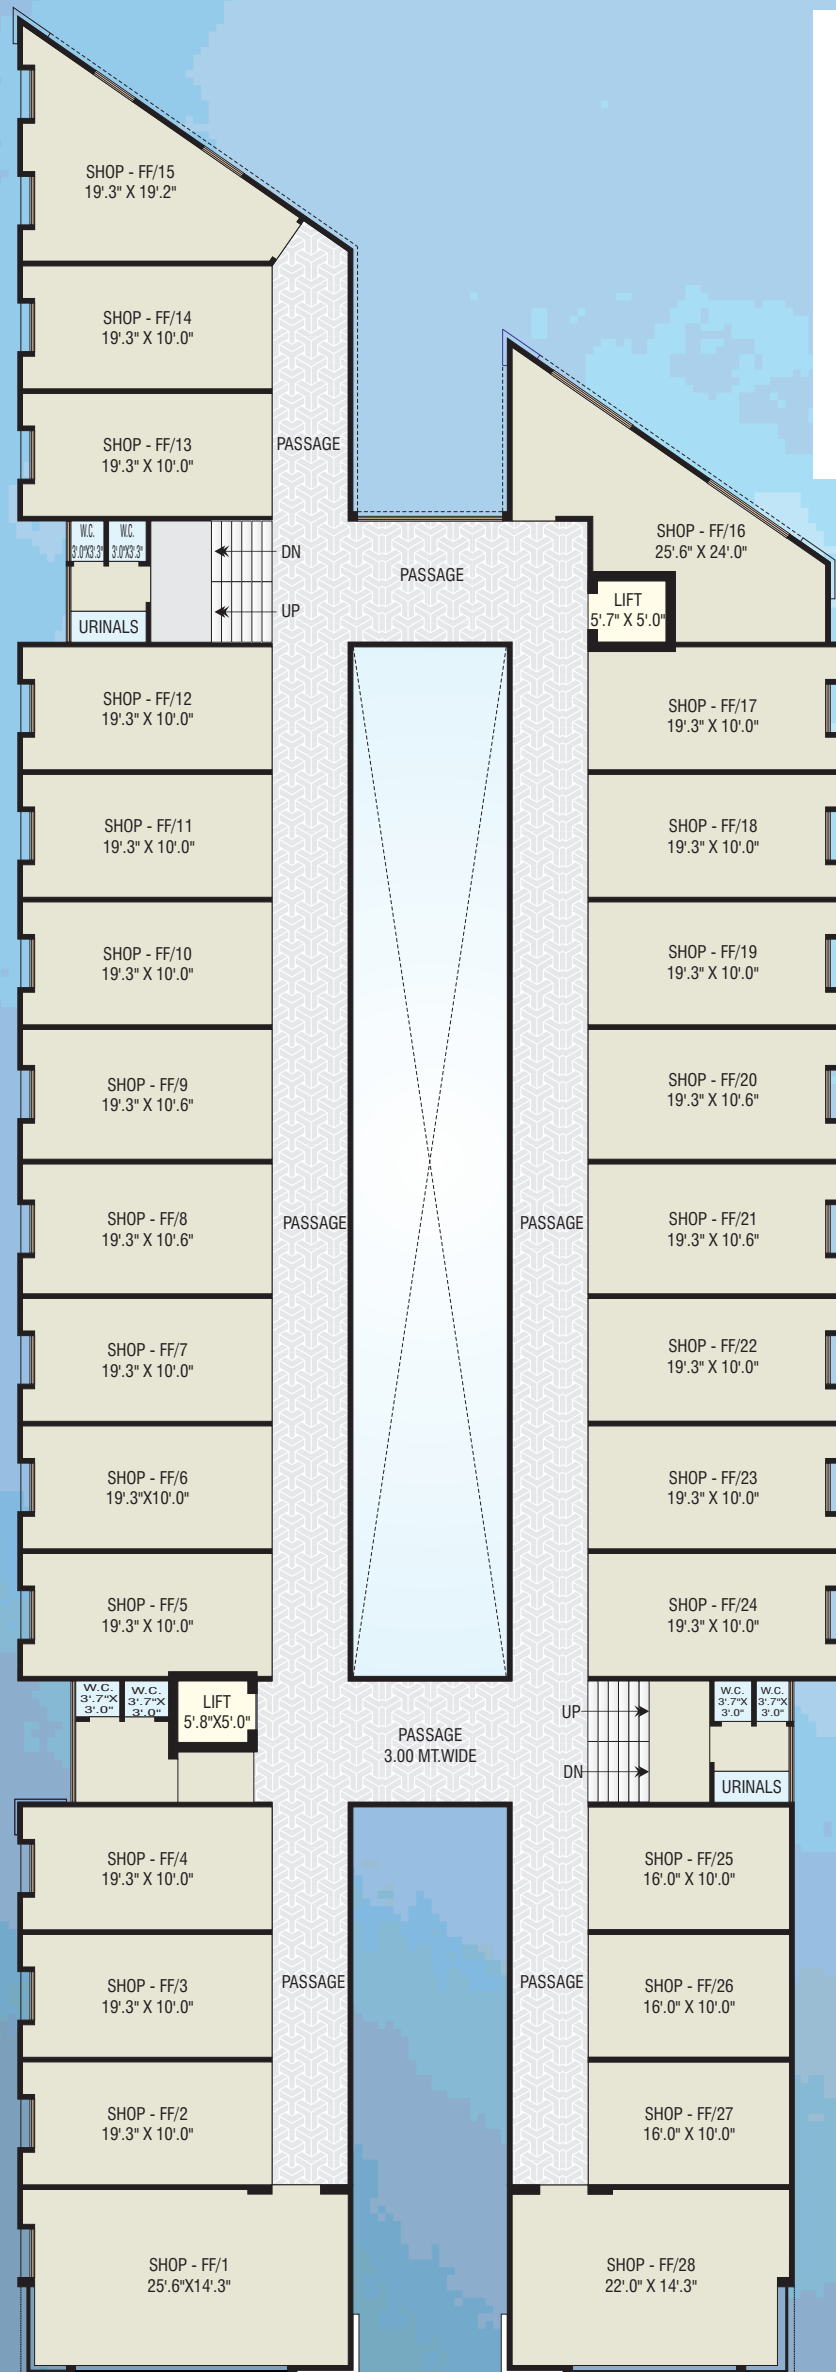 SHOP - FF/15
19'.3" X 19'.2"
SHOP - FF/14
19'.3" X 10'.0"
SHOP - FF/13
19'.3" X 10'.0"
PASSAGE
W.C.
3'.0"X3'.3"
W.C.
3'.0"X3'.3"
URINALS
DN
UP
PASSAGE
SHOP - FF/16
25'.6" X 24'.0"
LIFT
5'.7" X 5'.0"
SHOP - FF/12
19'.3" X 10'.0"
SHOP - FF/17
19'.3" X 10'.0"
SHOP - FF/11
19'.3" X 10'.0"
SHOP - FF/18
19'.3" X 10'.0"
SHOP - FF/10
19'.3" X 10'.0"
SHOP - FF/19
19'.3" X 10'.0"
SHOP - FF/9
19'.3" X 10'.6"
SHOP - FF/20
19'.3" X 10'.6"
SHOP - FF/8
19'.3" X 10'.6"
PASSAGE
PASSAGE
SHOP - FF/21
19'.3" X 10'.6"
SHOP - FF/7
19'.3" X 10'.0"
SHOP - FF/22
19'.3" X 10'.0"
SHOP - FF/6
19'.3"X10'.0"
SHOP - FF/23
19'.3" X 10'.0"
SHOP - FF/5
19'.3" X 10'.0"
SHOP - FF/24
19'.3" X 10'.0"
W.C.
3'.7"X
3'.0"
W.C.
3'.7"X
3'.0"
LIFT
5'.8"X5'.0"
PASSAGE
3.00 MT.WIDE
UP
DN
W.C.
3'.7"X
3'.0"
W.C.
3'.7"X
3'.0"
URINALS
SHOP - FF/4
19'.3" X 10'.0"
SHOP - FF/25
16'.0" X 10'.0"
SHOP - FF/3
19'.3" X 10'.0"
PASSAGE
PASSAGE
SHOP - FF/26
16'.0" X 10'.0"
SHOP - FF/2
19'.3" X 10'.0"
SHOP - FF/27
16'.0" X 10'.0"
SHOP - FF/1
25'.6"X14'.3"
SHOP - FF/28
22'.0" X 14'.3"